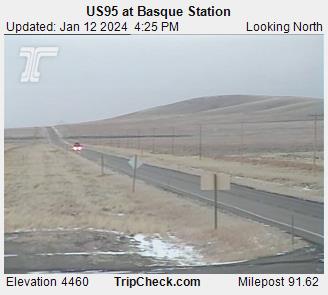 US95 at Basque Station
Updated: Jan 12 2024 4:25 PM Looking North
Elevation 4460 TripCheck.com Milepost 91.62